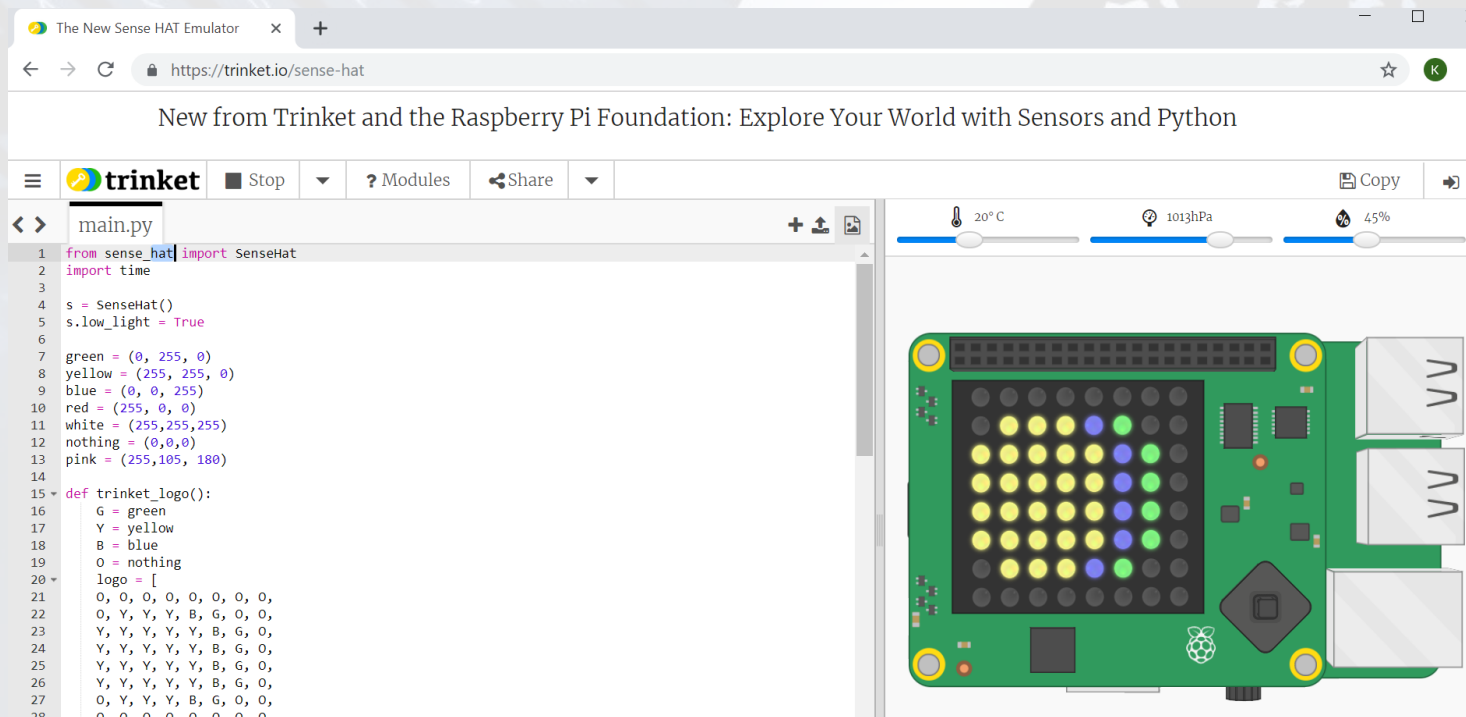 The New Sense HAT Emulator
https://trinket.io/sense-hat
K
New from Trinket and the Raspberry Pi Foundation: Explore Your World with Sensors and Python
trinket
Stop
? Modules
Share
Copy
main.py
20° C
1013hPa
%
45%
1 from sense_hat import SenseHat
2 import time
3
4 s = SenseHat()
5 s.low_light = True
6
7 green = (0, 255, 0)
8 yellow = (255, 255, 0)
9 blue = (0, 0, 255)
10 red = (255, 0, 0)
11 white = (255,255,255)
12 nothing = (0,0,0)
13 pink = (255,105, 180)
14
15 def trinket_logo():
16 G = green
17 Y = yellow
18 B = blue
19 O = nothing
20 logo = [
21 O, O, O, O, O, O, O, O,
22 O, Y, Y, Y, B, G, O, O,
23 Y, Y, Y, Y, Y, B, G, O,
24 Y, Y, Y, Y, Y, B, G, O,
25 Y, Y, Y, Y, Y, B, G, O,
26 Y, Y, Y, Y, Y, B, G, O,
27 O, Y, Y, Y, B, G, O, O,
28 O, O, O, O, O, O, O, O,